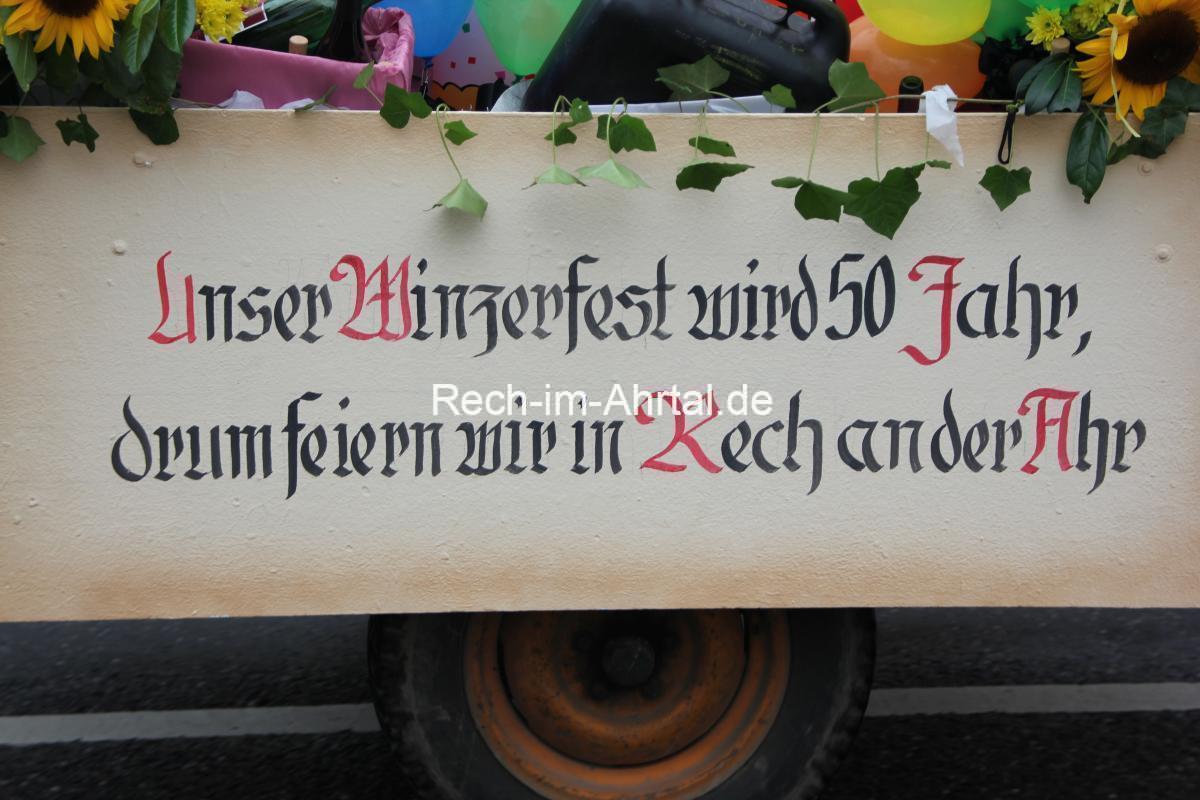 Unser Winzerfest wird 50 Jahr,
Rech-im-Ahrtal.de
drum feiern wir in Rech an der Ahr